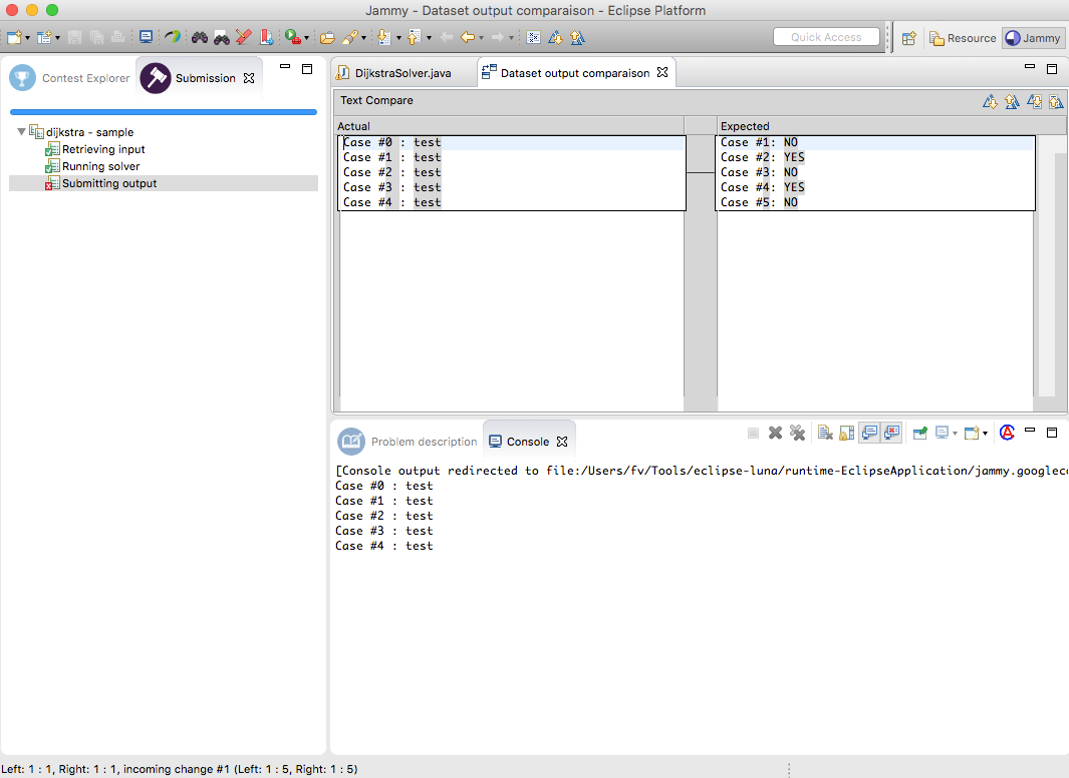 Jammy - Dataset output comparaison - Eclipse Platform
Quick Access
Resource
Jammy
Contest Explorer
Submission
dijkstra - sample
Retrieving input
Running solver
Submitting output
DijkstraSolver.java
Dataset output comparaison
Text Compare
Actual
Case #0 : test
Case #1 : test
Case #2 : test
Case #3 : test
Case #4 : test
Expected
Case #1: NO
Case #2: YES
Case #3: NO
Case #4: YES
Case #5: NO
Problem description
Console
[Console output redirected to file:/Users/fv/Tools/eclipse-luna/runtime-EclipseApplication/jammy.googlec
Case #0 : test
Case #1 : test
Case #2 : test
Case #3 : test
Case #4 : test
Left: 1 : 1, Right: 1 : 1, incoming change #1 (Left: 1 : 5, Right: 1 : 5)